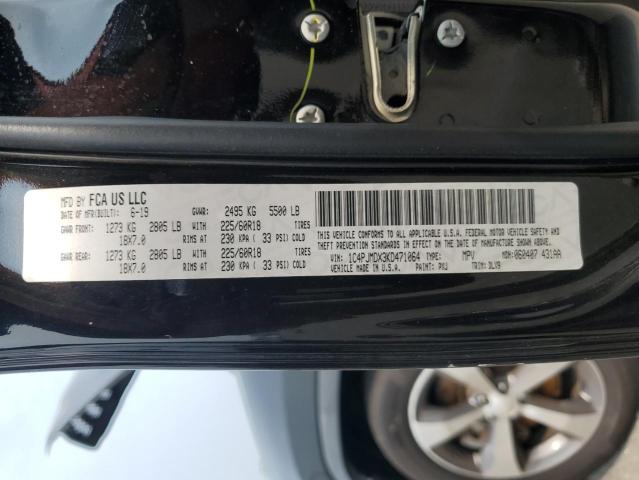 MFD BY FCA US LLC
DATE OF MFR(BUILT): 6-19 GVWR: 2495 KG 5500 LB
GAWR FRONT: 1273 KG 2805 LB WITH 225/60R18 TIRES
18X7.0 RIMS AT 230 KPA ( 33 PSI) COLD
GAWR REAR: 1273 KG 2805 LB WITH 225/60R18 TIRES
18X7.0 RIMS AT 230 KPA ( 33 PSI) COLD
THIS VEHICLE CONFORMS TO ALL APPLICABLE U.S.A. FEDERAL MOTOR VEHICLE SAFETY AND
THEFT PREVENTION STANDARDS IN EFFECT ON THE DATE OF MANUFACTURE SHOWN ABOVE.
VIN: 1C4PJMDX3KD471064 TYPE: MPV MDH: 060407 431AA
VEHICLE MADE IN U.S.A. PAINT: PXJ TRIM: DLX9